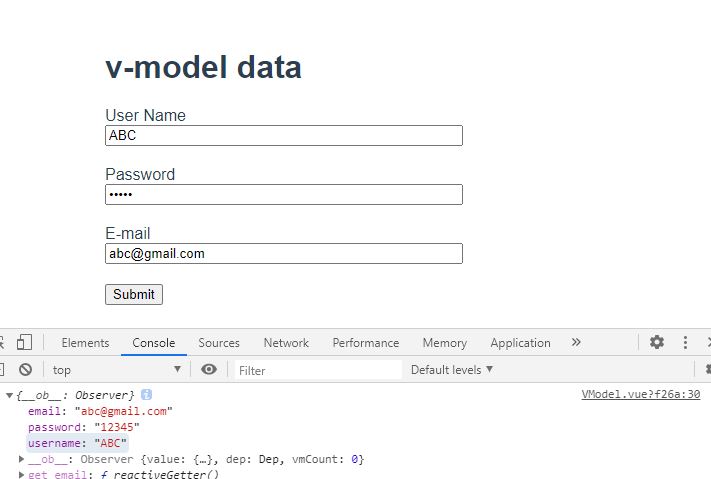 v-model data
User Name
ABC
Password
•••••
E-mail
abc@gmail.com
Submit
Elements Console Sources Network Performance Memory Application »
top ▼ Filter Default levels ▼
▼{__ob__: Observer} i VModel.vue?f26a:30
email: "abc@gmail.com"
password: "12345"
username: "ABC"
▶ __ob__: Observer {value: {…}, dep: Dep, vmCount: 0}
▶ get email: ƒ reactiveGetter()